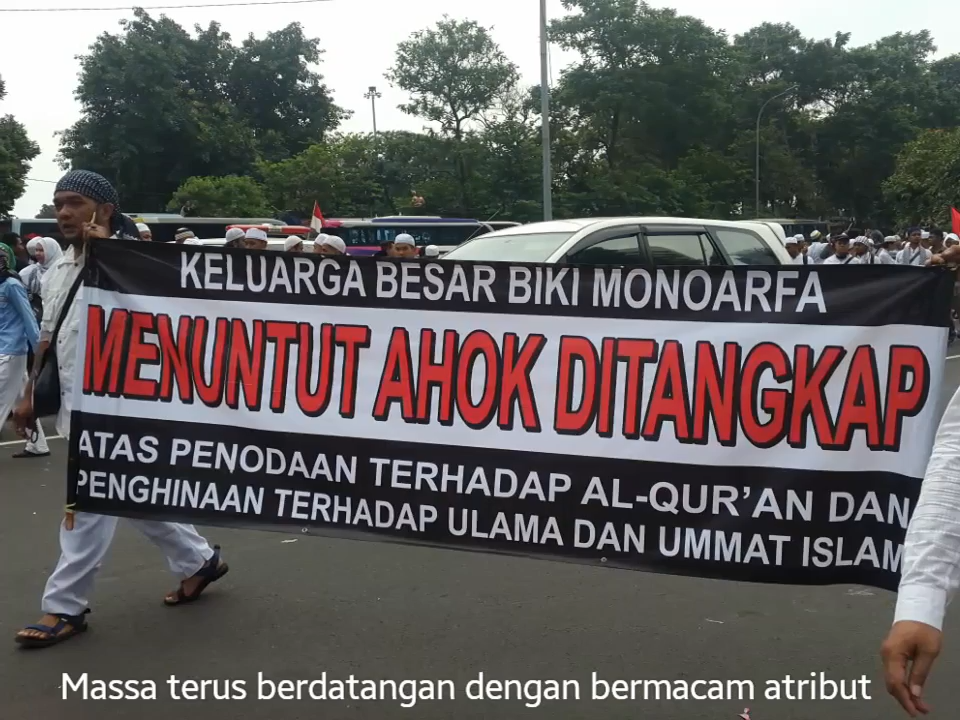 KELUARGA BESAR BIKI MONOARFA
MENUNTUT AHOK DITANGKAP
ATAS PENODAAN TERHADAP AL-QUR'AN DAN
PENGHINAAN TERHADAP ULAMA DAN UMMAT ISLAM
Massa terus berdatangan dengan bermacam atribut